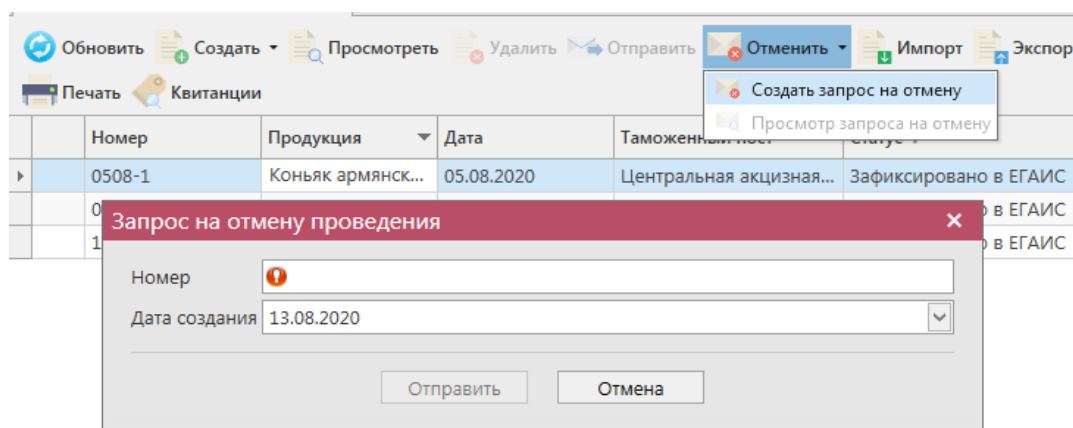 Обновить Создать Просмотреть Удалить Отправить Отменить Импорт Экспор
Печать Квитанции
Создать запрос на отмену
Просмотр запроса на отмену
Номер Продукция Дата Таможенный пост Статус
0508-1 Коньяк армянск... 05.08.2020 Центральная акцизная... Зафиксировано в ЕГАИС
0 о в ЕГАИС
1 о в ЕГАИС
Запрос на отмену проведения
Номер
Дата создания 13.08.2020
Отправить Отмена